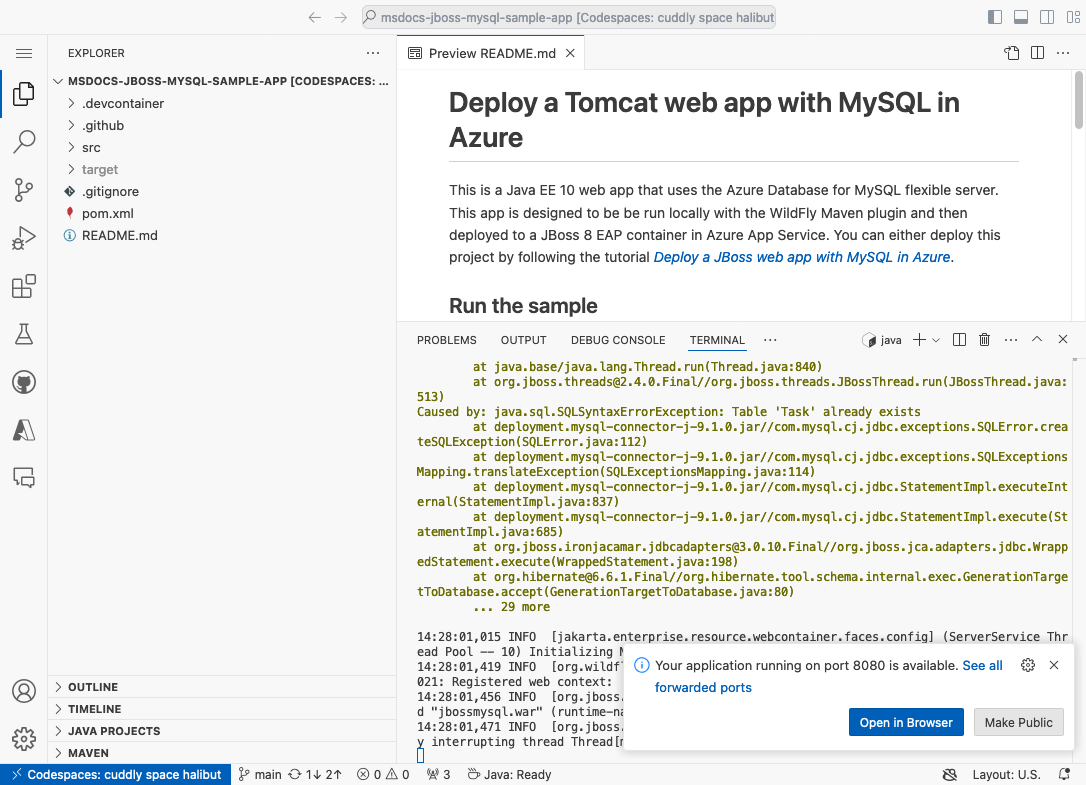 msdocs-jboss-mysql-sample-app [Codespaces: cuddly space halibut
EXPLORER
MSDOCS-JBOSS-MYSQL-SAMPLE-APP [CODESPACES: ...
.devcontainer
.github
src
target
.gitignore
pom.xml
README.md
OUTLINE
TIMELINE
JAVA PROJECTS
MAVEN
Preview README.md
Deploy a Tomcat web app with MySQL in
Azure
This is a Java EE 10 web app that uses the Azure Database for MySQL flexible server.
This app is designed to be be run locally with the WildFly Maven plugin and then
deployed to a JBoss 8 EAP container in Azure App Service. You can either deploy this
project by following the tutorial Deploy a JBoss web app with MySQL in Azure.
Run the sample
PROBLEMS OUTPUT DEBUG CONSOLE TERMINAL java
at java.base/java.lang.Thread.run(Thread.java:840)
at org.jboss.threads@2.4.0.Final//org.jboss.threads.JBossThread.run(JBossThread.java:
513)
Caused by: java.sql.SQLSyntaxErrorException: Table 'Task' already exists
at deployment.mysql-connector-j-9.1.0.jar//com.mysql.cj.jdbc.exceptions.SQLError.crea
teSQLException(SQLError.java:112)
at deployment.mysql-connector-j-9.1.0.jar//com.mysql.cj.jdbc.exceptions.SQLExceptions
Mapping.translateException(SQLExceptionsMapping.java:114)
at deployment.mysql-connector-j-9.1.0.jar//com.mysql.cj.jdbc.StatementImpl.executeInt
ernal(StatementImpl.java:837)
at deployment.mysql-connector-j-9.1.0.jar//com.mysql.cj.jdbc.StatementImpl.execute(St
atementImpl.java:685)
at org.jboss.ironjacamar.jdbcadapters@3.0.10.Final//org.jboss.jca.adapters.jdbc.Wrapp
edStatement.execute(WrappedStatement.java:198)
at org.hibernate@6.6.1.Final//org.hibernate.tool.schema.internal.exec.GenerationTarge
tToDatabase.accept(GenerationTargetToDatabase.java:80)
... 29 more
14:28:01,015 INFO [jakarta.enterprise.resource.webcontainer.faces.config] (ServerService Thr
ead Pool -- 10) Initializing
14:28:01,419 INFO [org.wildf
021: Registered web context:
14:28:01,456 INFO [org.jboss.
d "jbossmysql.war" (runtime-na
14:28:01,471 INFO [org.jboss.
y interrupting thread Thread[
Your application running on port 8080 is available. See all
forwarded ports
Open in Browser Make Public
Codespaces: cuddly space halibut main 1↓ 2↑ 0 0 3 Java: Ready Layout: U.S.